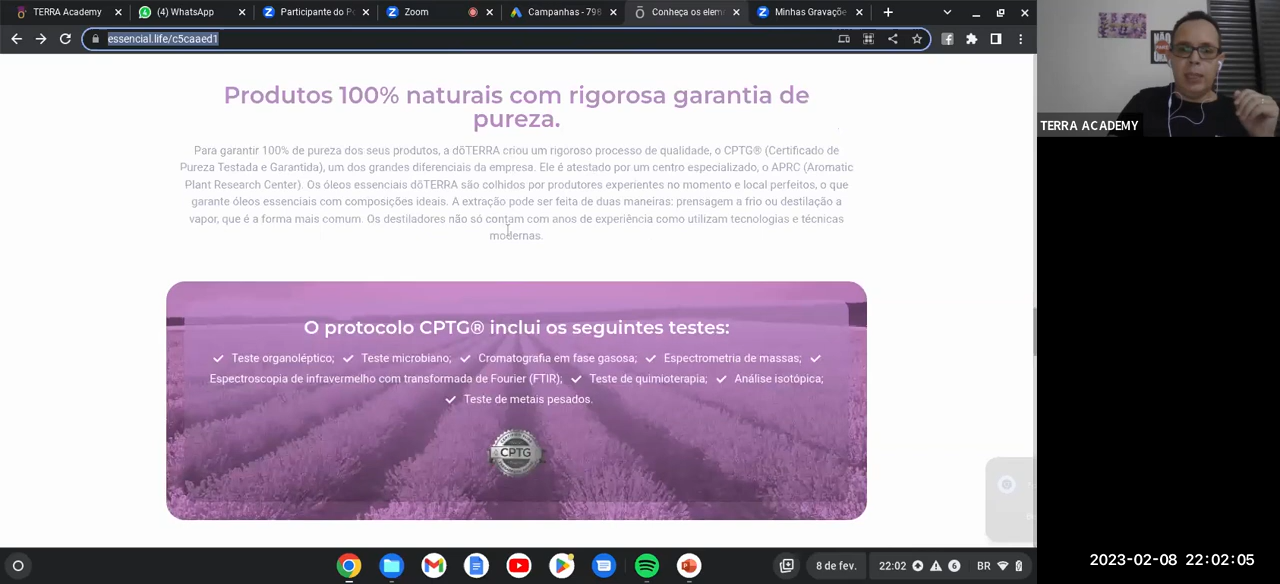 TERRA Academy
(4) WhatsApp
Participante do Pe
Zoom
Campanhas - 798
Conheça os elem
Minhas Gravaçõe
essencial.life/c5caaed1
Produtos 100% naturais com rigorosa garantia de
pureza.
Para garantir 100% de pureza dos seus produtos, a dōTERRA criou um rigoroso processo de qualidade, o CPTG® (Certificado de
Pureza Testada e Garantida), um dos grandes diferenciais da empresa. Ele é atestado por um centro especializado, o APRC (Aromatic
Plant Research Center). Os óleos essenciais dōTERRA são colhidos por produtores experientes no momento e local perfeitos, o que
garante óleos essenciais com composições ideais. A extração pode ser feita de duas maneiras: prensagem a frio ou destilação a
vapor, que é a forma mais comum. Os destiladores não só contam com anos de experiência como utilizam tecnologias e técnicas
modernas.
O protocolo CPTG® inclui os seguintes testes:
Teste organoléptico; Teste microbiano; Cromatografia em fase gasosa; Espectrometria de massas;
Espectroscopia de infravermelho com transformada de Fourier (FTIR); Teste de quimioterapia; Análise isotópica;
Teste de metais pesados.
CPTG
TERRA ACADEMY
NÃO
8 de fev.
22:02
6
BR
2023-02-08 22:02:05